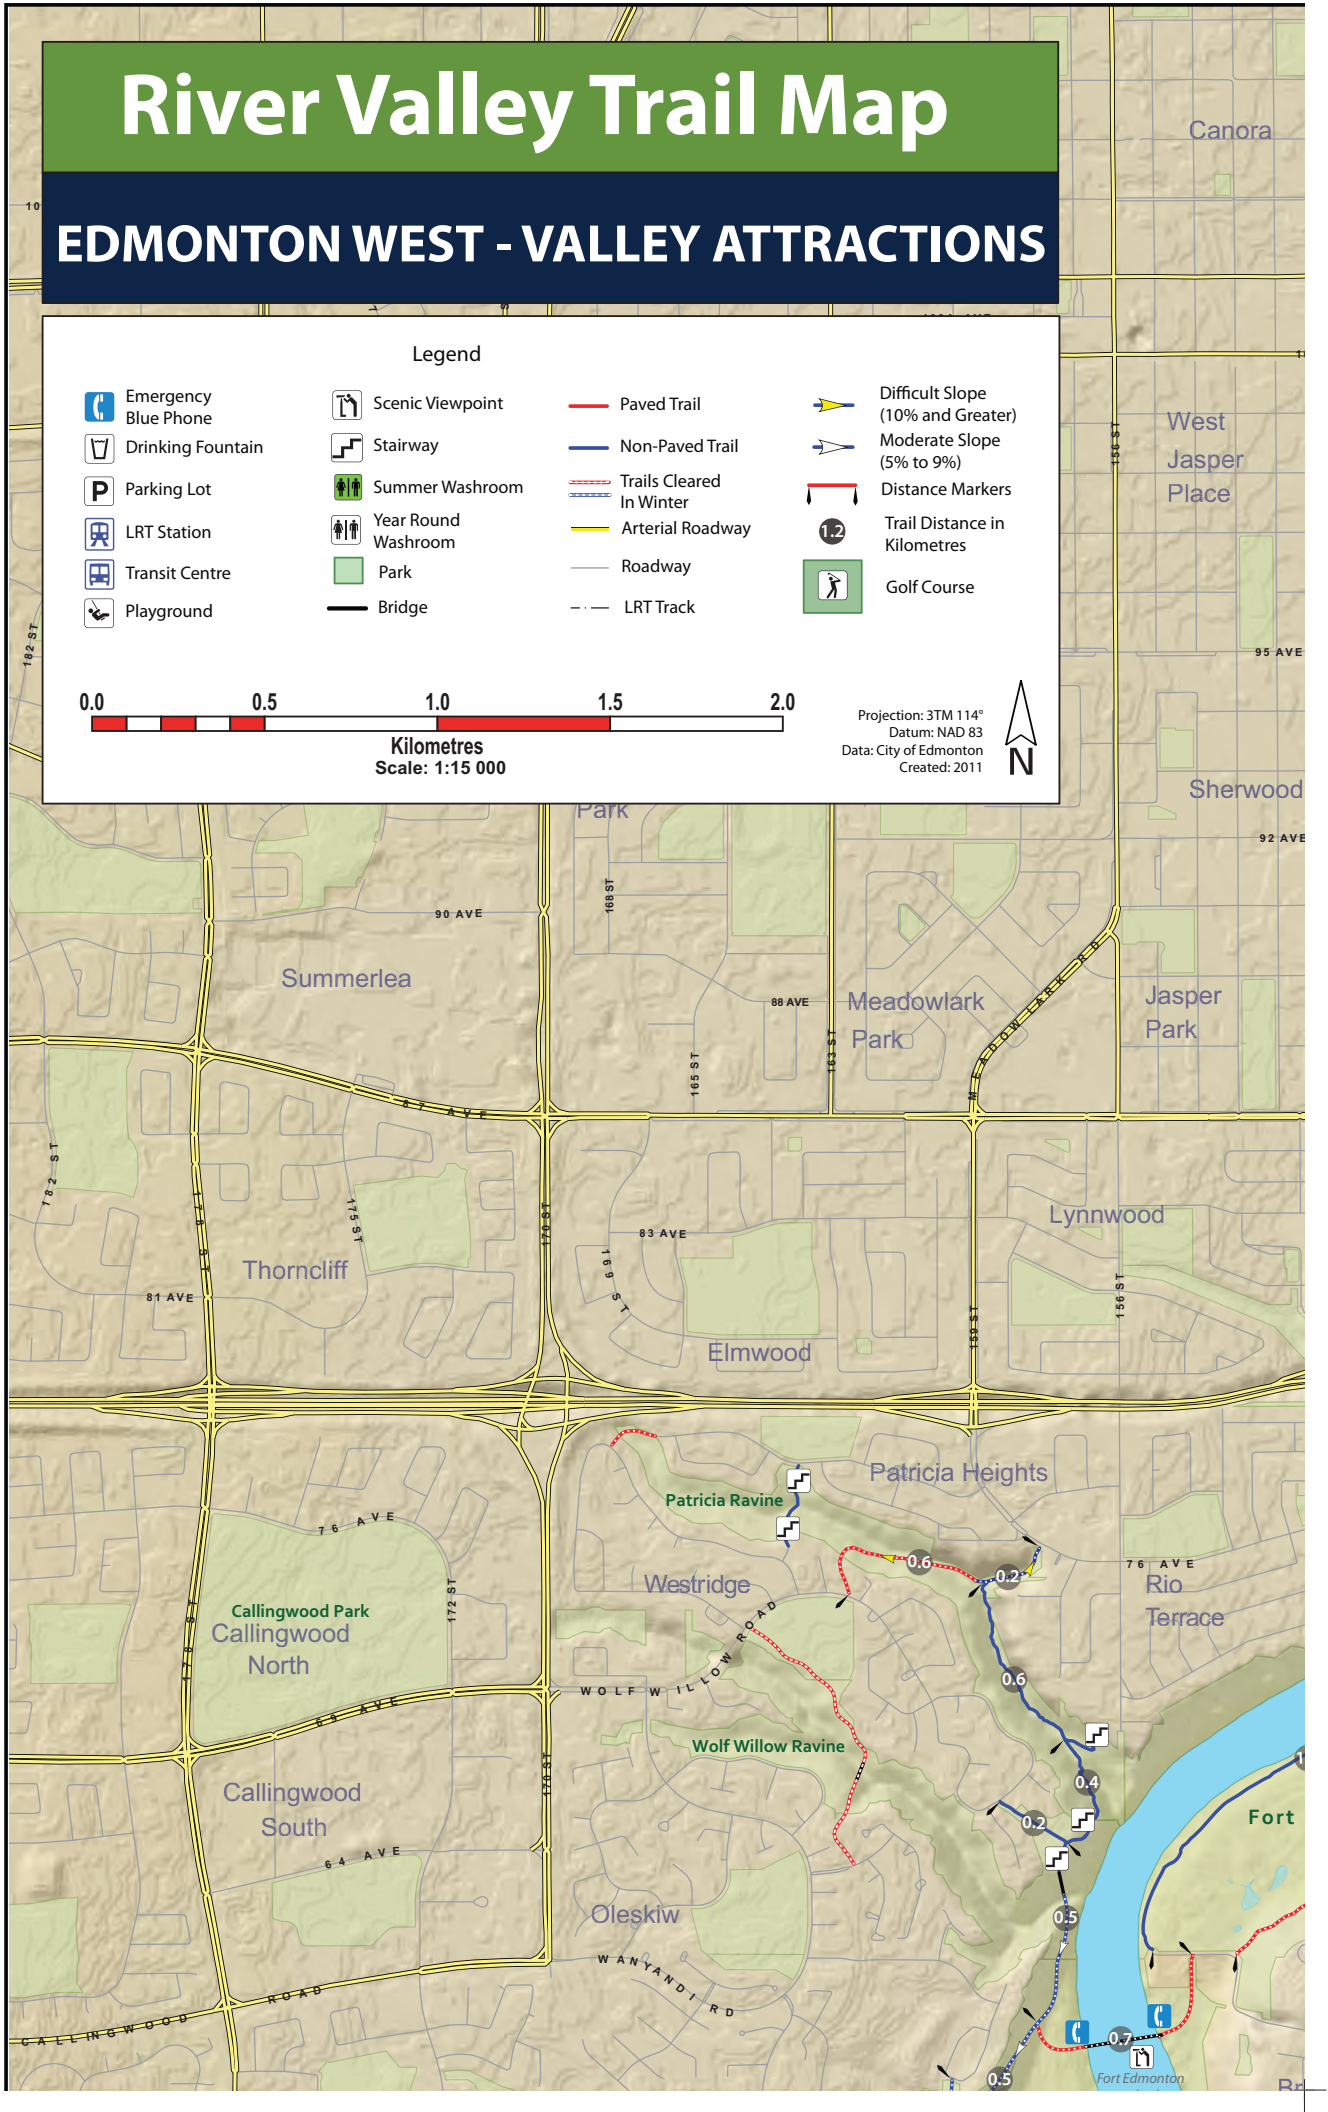 River Valley Trail Map
EDMONTON WEST - VALLEY ATTRACTIONS
Canora
10
Legend
Emergency
Blue Phone
Drinking Fountain
Parking Lot
LRT Station
Transit Centre
Playground
Scenic Viewpoint
Stairway
Summer Washroom
Year Round
Washroom
Park
Bridge
Paved Trail
Non-Paved Trail
Trails Cleared
In Winter
Arterial Roadway
Roadway
LRT Track
Difficult Slope
(10% and Greater)
Moderate Slope
(5% to 9%)
Distance Markers
1.2
Trail Distance in
Kilometres
Golf Course
P
0.0
0.5
1.0
1.5
2.0
Kilometres
Scale: 1:15 000
Projection: 3TM 114°
Datum: NAD 83
Data: City of Edmonton
Created: 2011
N
156 ST
West
Jasper
Place
182 ST
95 AVE
Sherwood
Park
92 AVE
168 ST
90 AVE
Summerlea
MEADOWLARK RD
88 AVE
Meadowlark
Park
Jasper
Park
163 ST
165 ST
87 AVE
182 ST
178 ST
175 ST
170 ST
83 AVE
169 ST
Lynnwood
Thorncliff
81 AVE
156 ST
159 ST
Elmwood
Patricia Heights
Patricia Ravine
76 AVE
0.6
0.2
76 AVE
Westridge
Rio
Terrace
172 ST
Callingwood Park
Callingwood
North
178 ST
WOLF WILLOW ROAD
0.6
69 AVE
Wolf Willow Ravine
170 ST
0.4
Callingwood
South
0.2
Fort
64 AVE
Oleskiw
0.5
WANYANDI RD
CALLINGWOOD ROAD
0.7
0.5
Fort Edmonton
Br